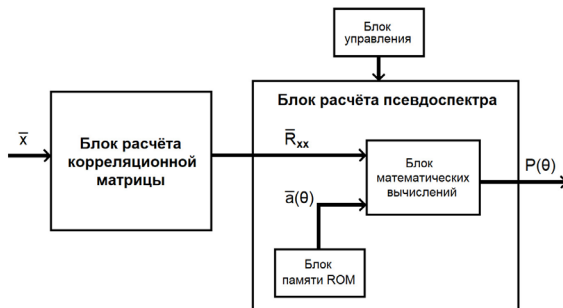 Блок
управления
Блок расчёта псевдоспектра
x̅
Блок расчёта
корреляционной
матрицы
R̅xx
Блок
математических
вычислений
P(θ)
a̅(θ)
Блок
памяти ROM